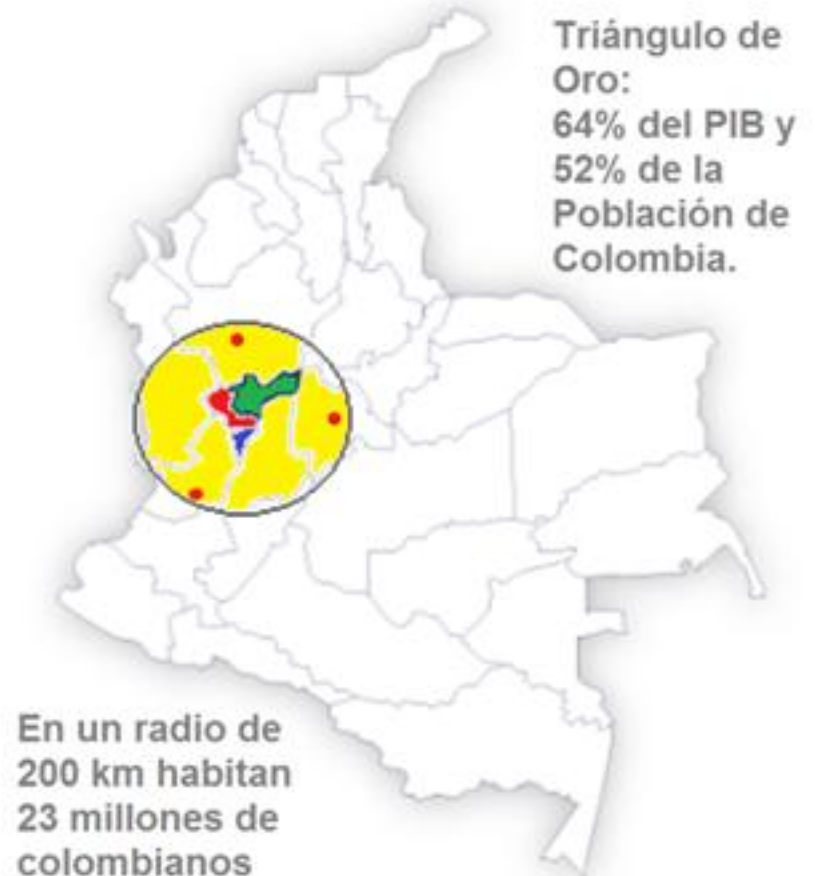 Triángulo de
Oro:
64% del PIB y
52% de la
Población de
Colombia.
En un radio de
200 km habitan
23 millones de
colombianos